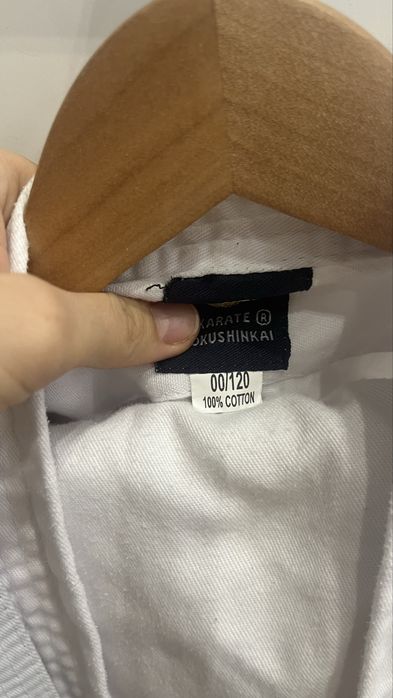 KARATE ®
OKUSHINKAI
00/120
100% COTTON